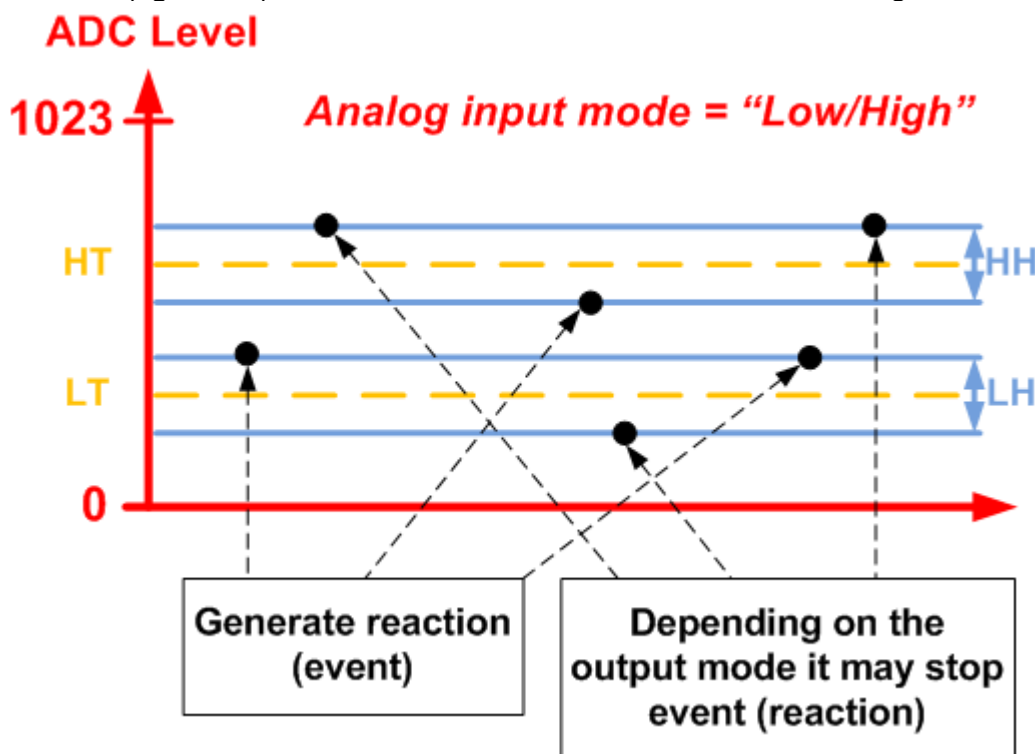 ADC Level
1023
Analog input mode = “Low/High”
HT
HH
LT
LH
0
Generate reaction
(event)
Depending on the
output mode it may stop
event (reaction)